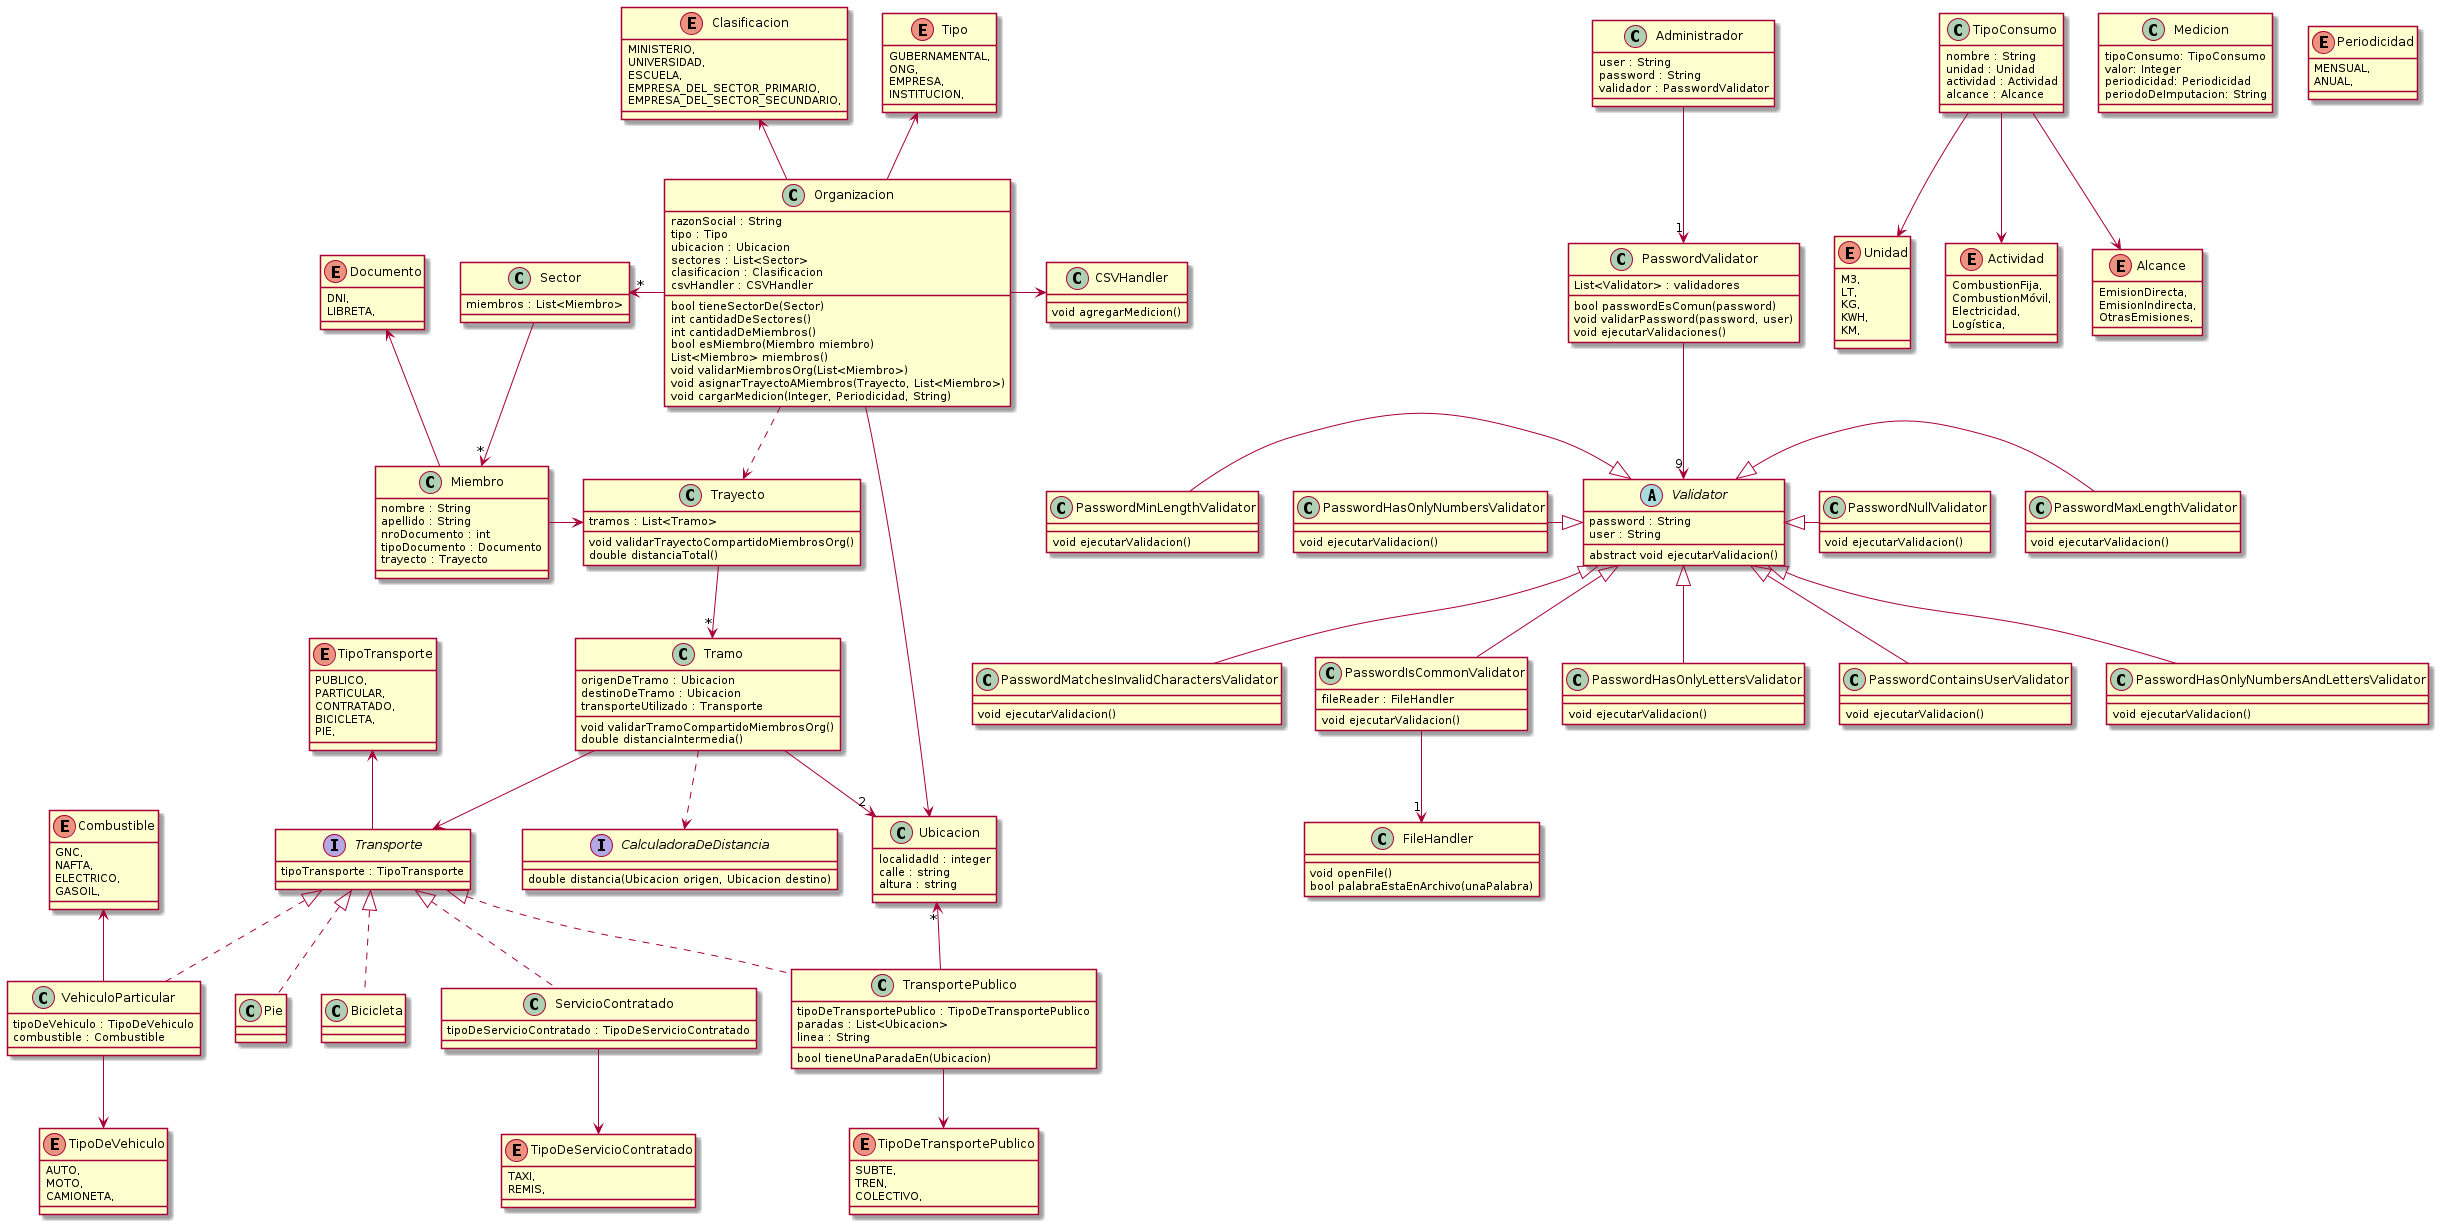 E Clasificacion
MINISTERIO,
UNIVERSIDAD,
ESCUELA,
EMPRESA_DEL_SECTOR_PRIMARIO,
EMPRESA_DEL_SECTOR_SECUNDARIO,
E Tipo
GUBERNAMENTAL,
ONG,
EMPRESA,
INSTITUCION,
C Administrador
user : String
password : String
validador : PasswordValidator
C TipoConsumo
nombre : String
unidad : Unidad
actividad : Actividad
alcance : Alcance
C Medicion
tipoConsumo: TipoConsumo
valor: Integer
periodicidad: Periodicidad
periodoDeImputacion: String
E Periodicidad
MENSUAL,
ANUAL,
C Organizacion
razonSocial : String
tipo : Tipo
ubicacion : Ubicacion
sectores : List<Sector>
clasificacion : Clasificacion
csvHandler : CSVHandler
bool tieneSectorDe(Sector)
int cantidadDeSectores()
int cantidadDeMiembros()
bool esMiembro(Miembro miembro)
List<Miembro> miembros()
void validarMiembrosOrg(List<Miembro>)
void asignarTrayectoAMiembros(Trayecto, List<Miembro>)
void cargarMedicion(Integer, Periodicidad, String)
E Documento
DNI,
LIBRETA,
C Sector
miembros : List<Miembro>
*
C CSVHandler
void agregarMedicion()
1
C PasswordValidator
List<Validator> : validadores
bool passwordEsComun(password)
void validarPassword(password, user)
void ejecutarValidaciones()
E Unidad
M3,
LT,
KG,
KWH,
KM,
E Actividad
CombustionFija,
CombustionMóvil,
Electricidad,
Logística,
E Alcance
EmisionDirecta,
EmisionIndirecta,
OtrasEmisiones,
*
C Miembro
nombre : String
apellido : String
nroDocumento : int
tipoDocumento : Documento
trayecto : Trayecto
C Trayecto
tramos : List<Tramo>
void validarTrayectoCompartidoMiembrosOrg()
double distanciaTotal()
C PasswordMinLengthValidator
void ejecutarValidacion()
C PasswordHasOnlyNumbersValidator
void ejecutarValidacion()
9
A Validator
password : String
user : String
abstract void ejecutarValidacion()
C PasswordNullValidator
void ejecutarValidacion()
C PasswordMaxLengthValidator
void ejecutarValidacion()
*
E TipoTransporte
PUBLICO,
PARTICULAR,
CONTRATADO,
BICICLETA,
PIE,
C Tramo
origenDeTramo : Ubicacion
destinoDeTramo : Ubicacion
transporteUtilizado : Transporte
void validarTramoCompartidoMiembrosOrg()
double distanciaIntermedia()
C PasswordMatchesInvalidCharactersValidator
void ejecutarValidacion()
C PasswordIsCommonValidator
fileReader : FileHandler
void ejecutarValidacion()
C PasswordHasOnlyLettersValidator
void ejecutarValidacion()
C PasswordContainsUserValidator
void ejecutarValidacion()
C PasswordHasOnlyNumbersAndLettersValidator
void ejecutarValidacion()
E Combustible
GNC,
NAFTA,
ELECTRICO,
GASOIL,
I Transporte
tipoTransporte : TipoTransporte
I CalculadoraDeDistancia
double distancia(Ubicacion origen, Ubicacion destino)
2
C Ubicacion
localidadId : integer
calle : string
altura : string
*
1
C FileHandler
void openFile()
bool palabraEstaEnArchivo(unaPalabra)
C VehiculoParticular
tipoDeVehiculo : TipoDeVehiculo
combustible : Combustible
C Pie
C Bicicleta
C ServicioContratado
tipoDeServicioContratado : TipoDeServicioContratado
C TransportePublico
tipoDeTransportePublico : TipoDeTransportePublico
paradas : List<Ubicacion>
linea : String
bool tieneUnaParadaEn(Ubicacion)
E TipoDeVehiculo
AUTO,
MOTO,
CAMIONETA,
E TipoDeServicioContratado
TAXI,
REMIS,
E TipoDeTransportePublico
SUBTE,
TREN,
COLECTIVO,